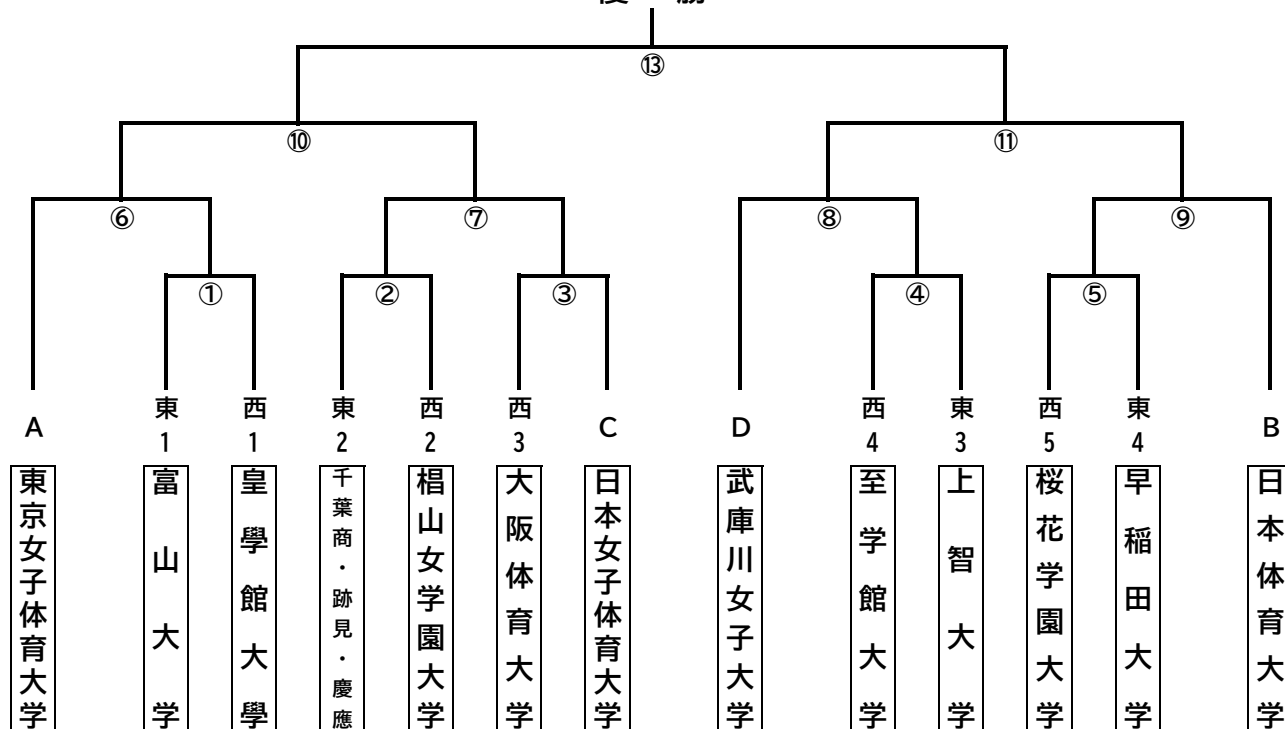 優 勝
⑬
⑩ ⑪
⑥ ⑦ ⑧ ⑨
① ② ③ ④ ⑤
A 東1 西1 東2 西2 西3 C D 西4 東3 西5 東4 B
東京女子体育大学
富山大学
皇學館大學
千葉商・跡見・慶應
椙山女学園大学
大阪体育大学
日本女子体育大学
武庫川女子大学
至学館大学
上智大学
桜花学園大学
早稲田大学
日本体育大学